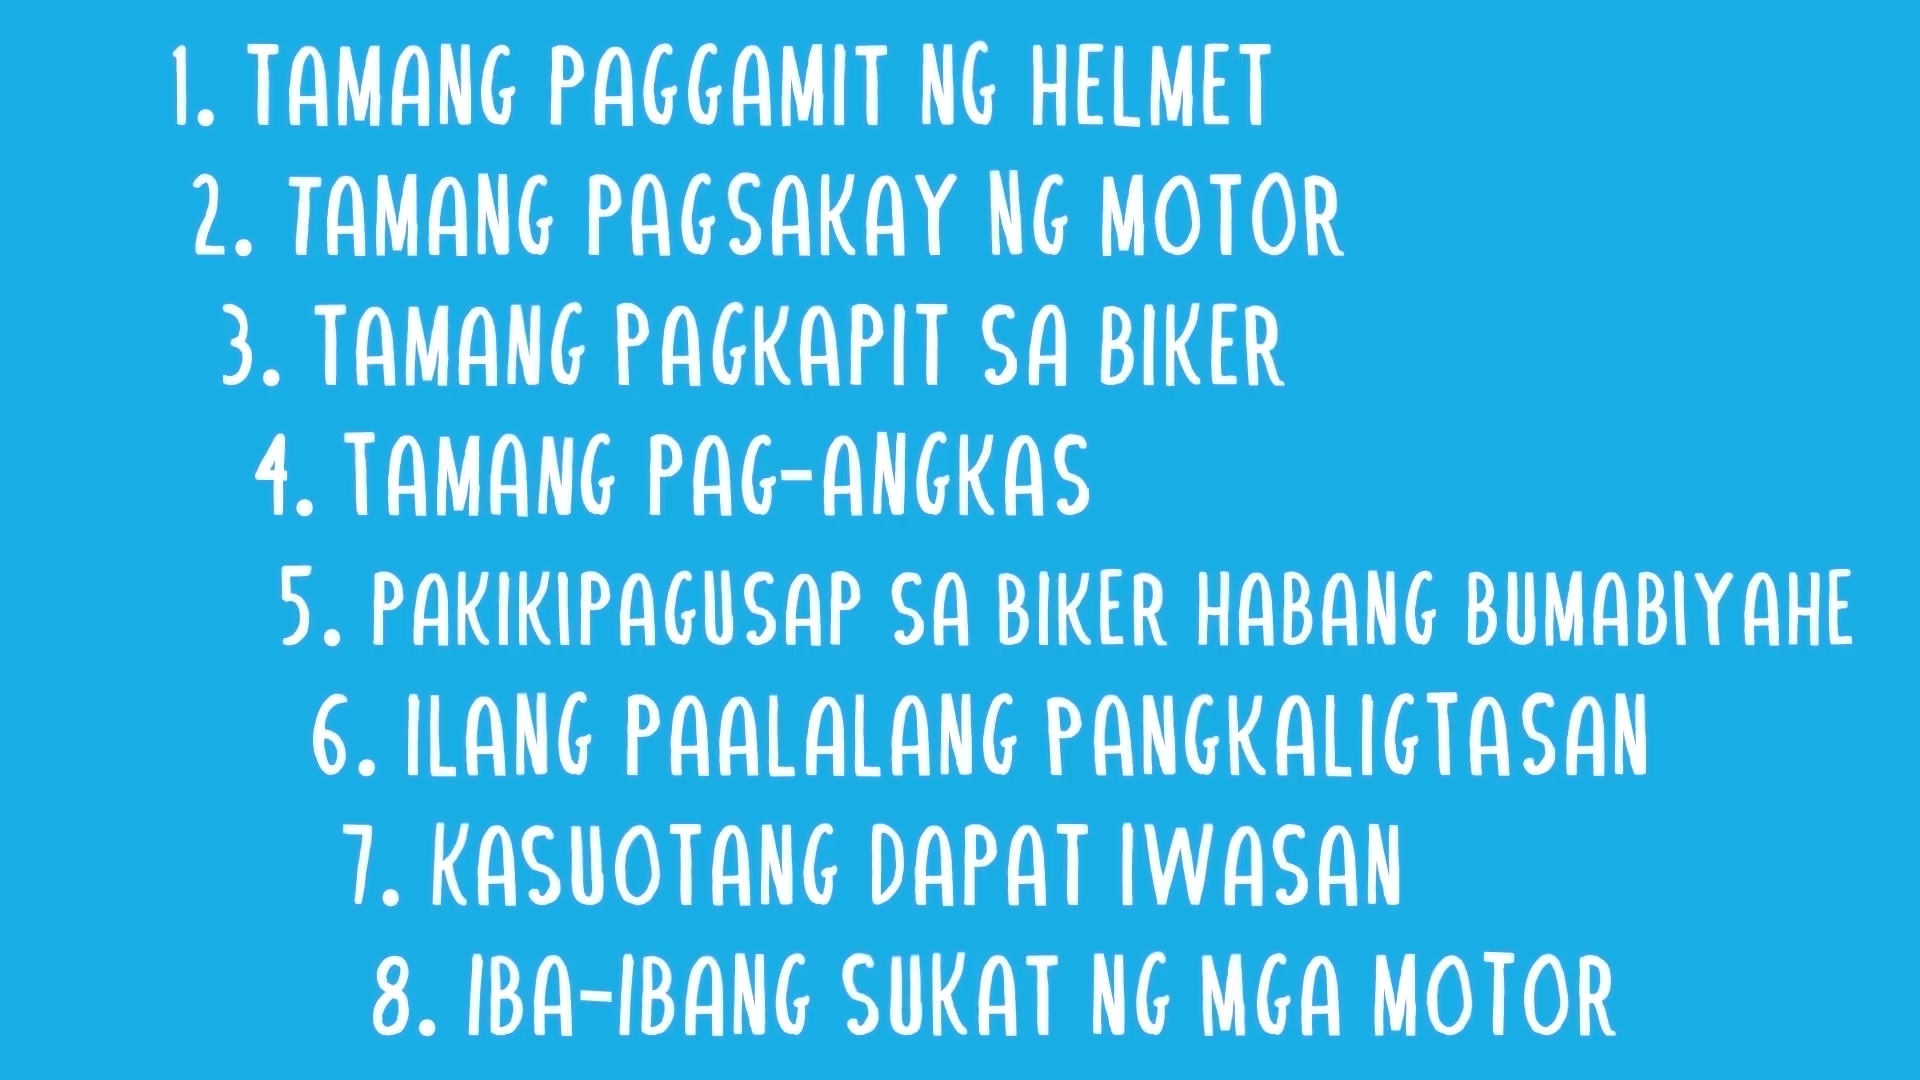 1. TAMANG PAGGAMIT NG HELMET
2. TAMANG PAGSAKAY NG MOTOR
3. TAMANG PAGKAPIT SA BIKER
4. TAMANG PAG-ANGKAS
5. PAKIKIPAGUSAP SA BIKER HABANG BUMABIYAHE
6. ILANG PAALALANG PANGKALIGTASAN
7. KASUOTANG DAPAT IWASAN
8. IBA-IBANG SUKAT NG MGA MOTOR